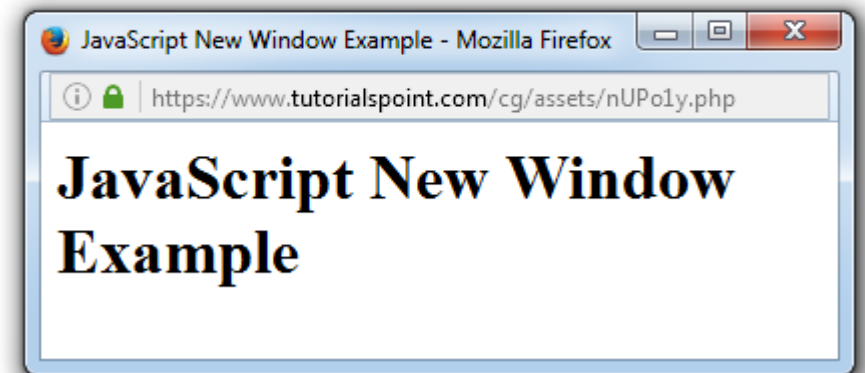 JavaScript New Window Example - Mozilla Firefox
https://www.tutorialspoint.com/cg/assets/nUPo1y.php
JavaScript New Window
Example